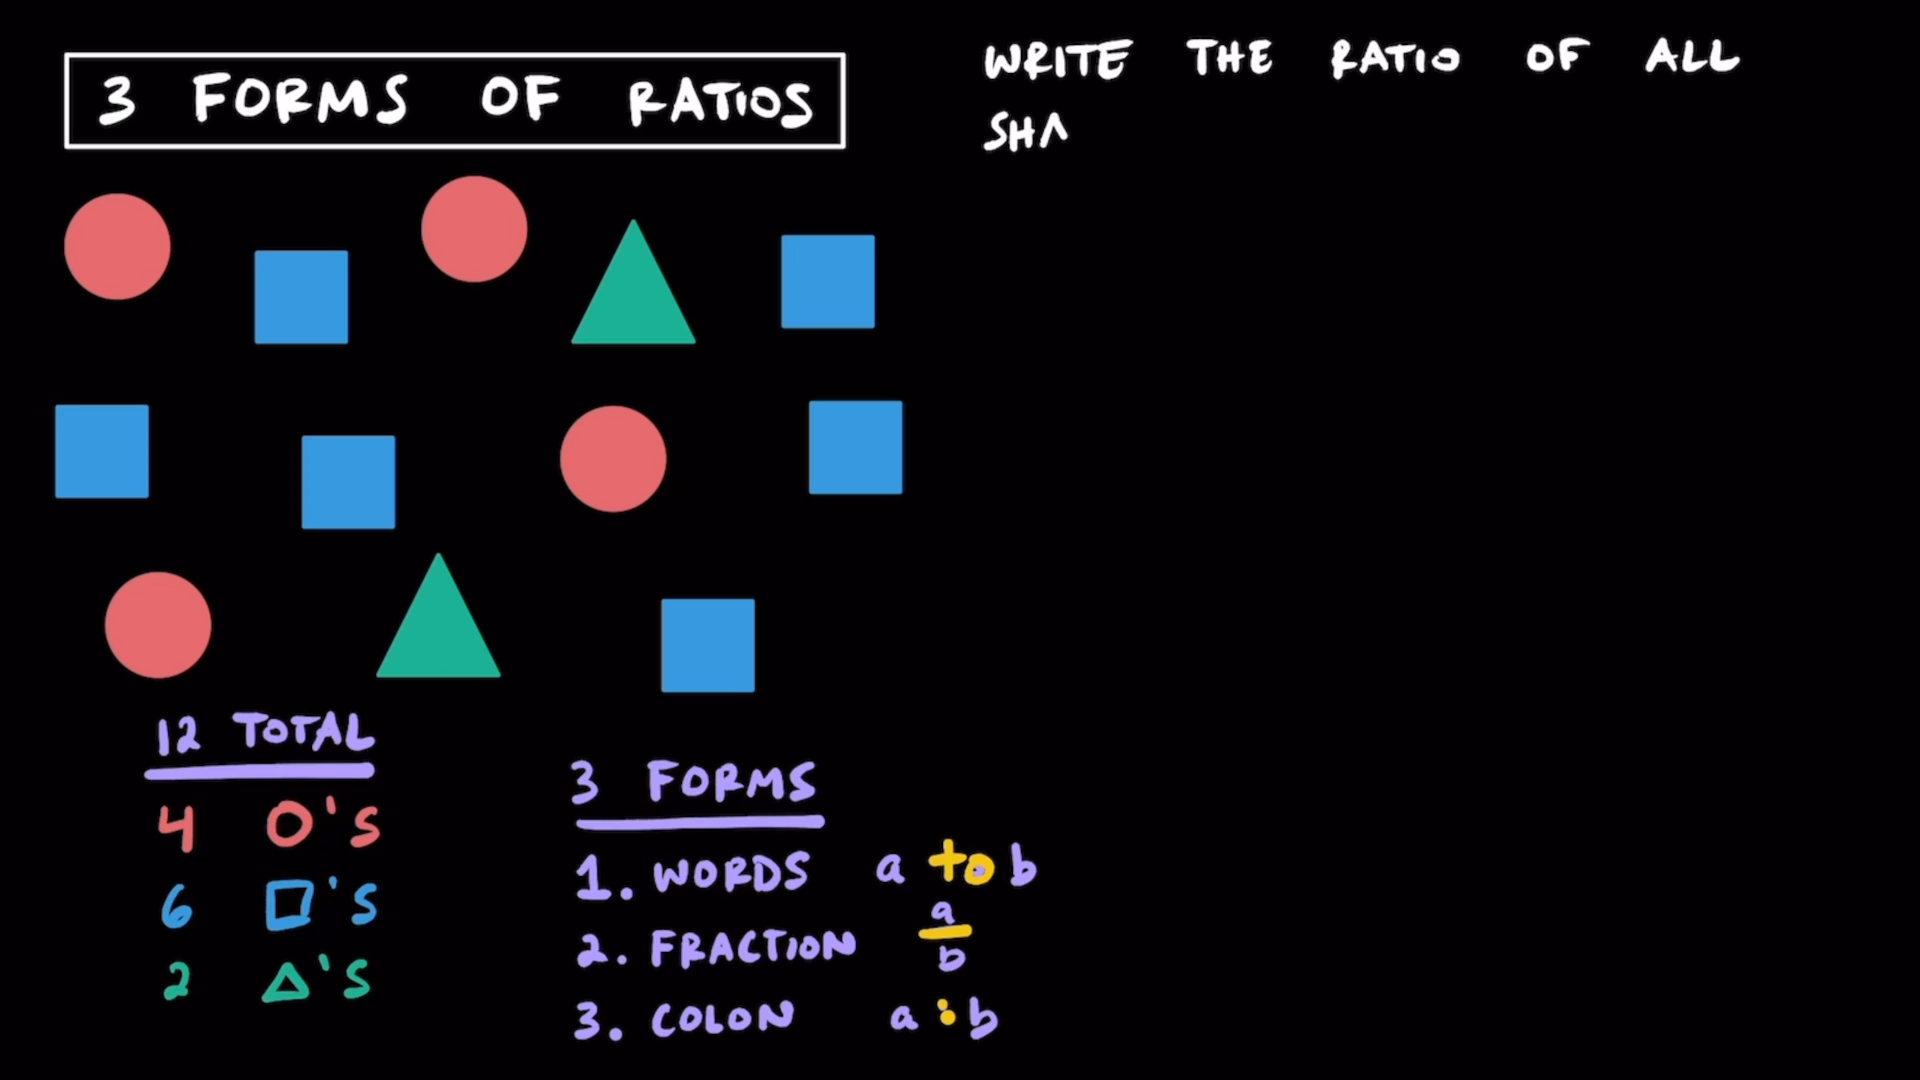 3 FORMS OF RATIOS
WRITE THE RATIO OF ALL
SHA
12 TOTAL
4 O's
6 □'s
2 △'s
3 FORMS
1. WORDS a to b
2. FRACTION a/b
3. COLON a : b